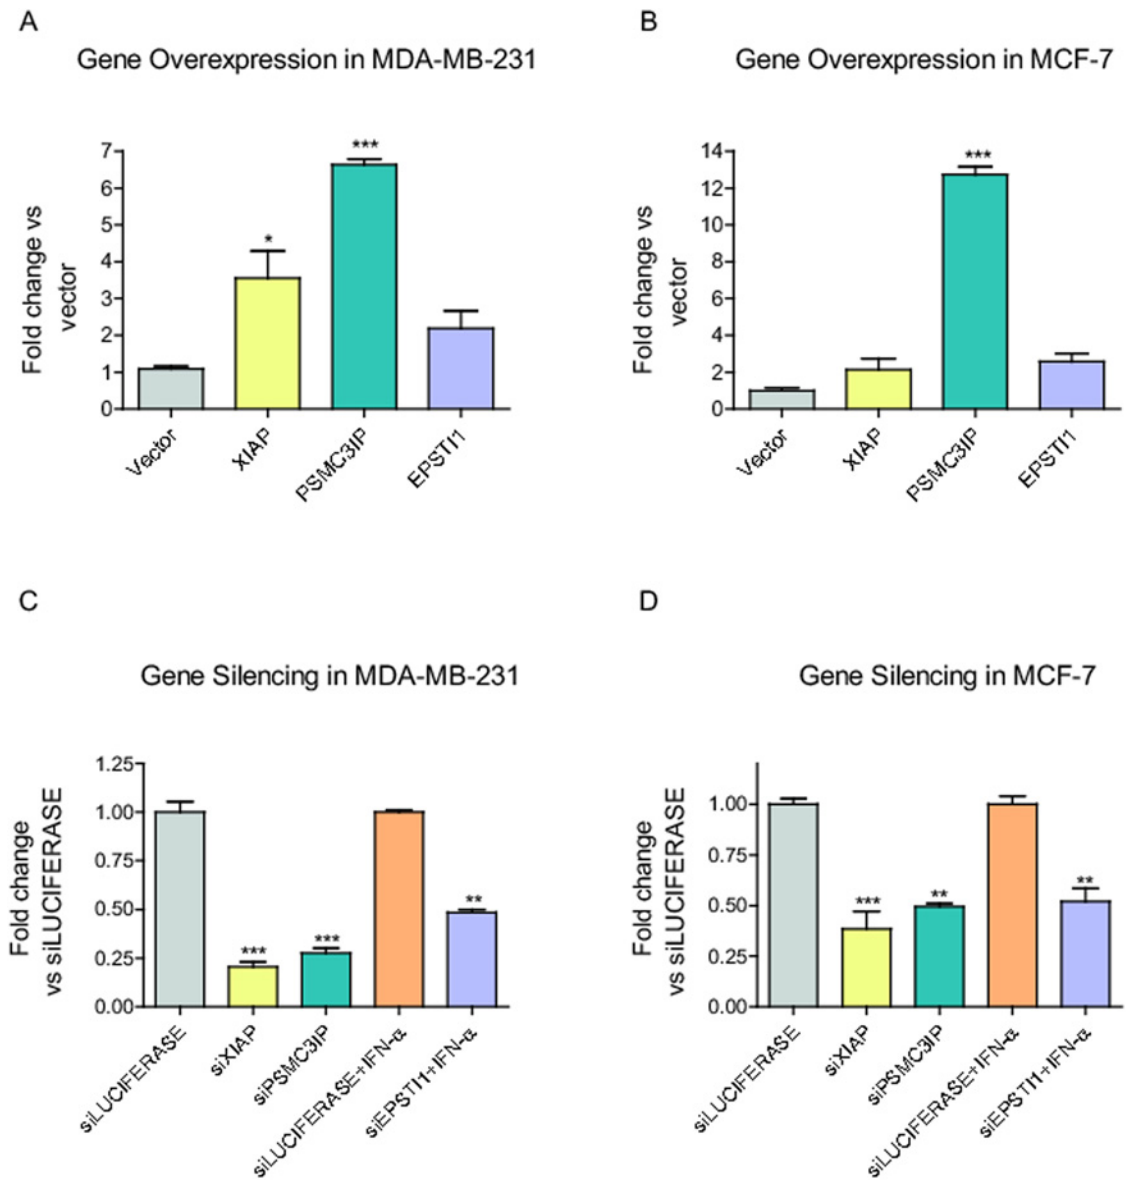 A
Gene Overexpression in MDA-MB-231
Fold change vs
vector
7
6
5
4
3
2
1
0
*
***
Vector
XIAP
PSMC3IP
EPSTI1
B
Gene Overexpression in MCF-7
Fold change vs
vector
14
12
10
8
6
4
2
0
***
Vector
XIAP
PSMC3IP
EPSTI1
C
Gene Silencing in MDA-MB-231
Fold change
vs siLUCIFERASE
1.25
1.00
0.75
0.50
0.25
0.00
***
***
**
siLUCIFERASE
siXIAP
siPSMC3IP
siLUCIFERASE+IFN-α
siEPSTI1+IFN-α
D
Gene Silencing in MCF-7
Fold change
vs siLUCIFERASE
1.00
0.75
0.50
0.25
0.00
***
**
**
siLUCIFERASE
siXIAP
siPSMC3IP
siLUCIFERASE+IFN-α
siEPSTI1+IFN-α